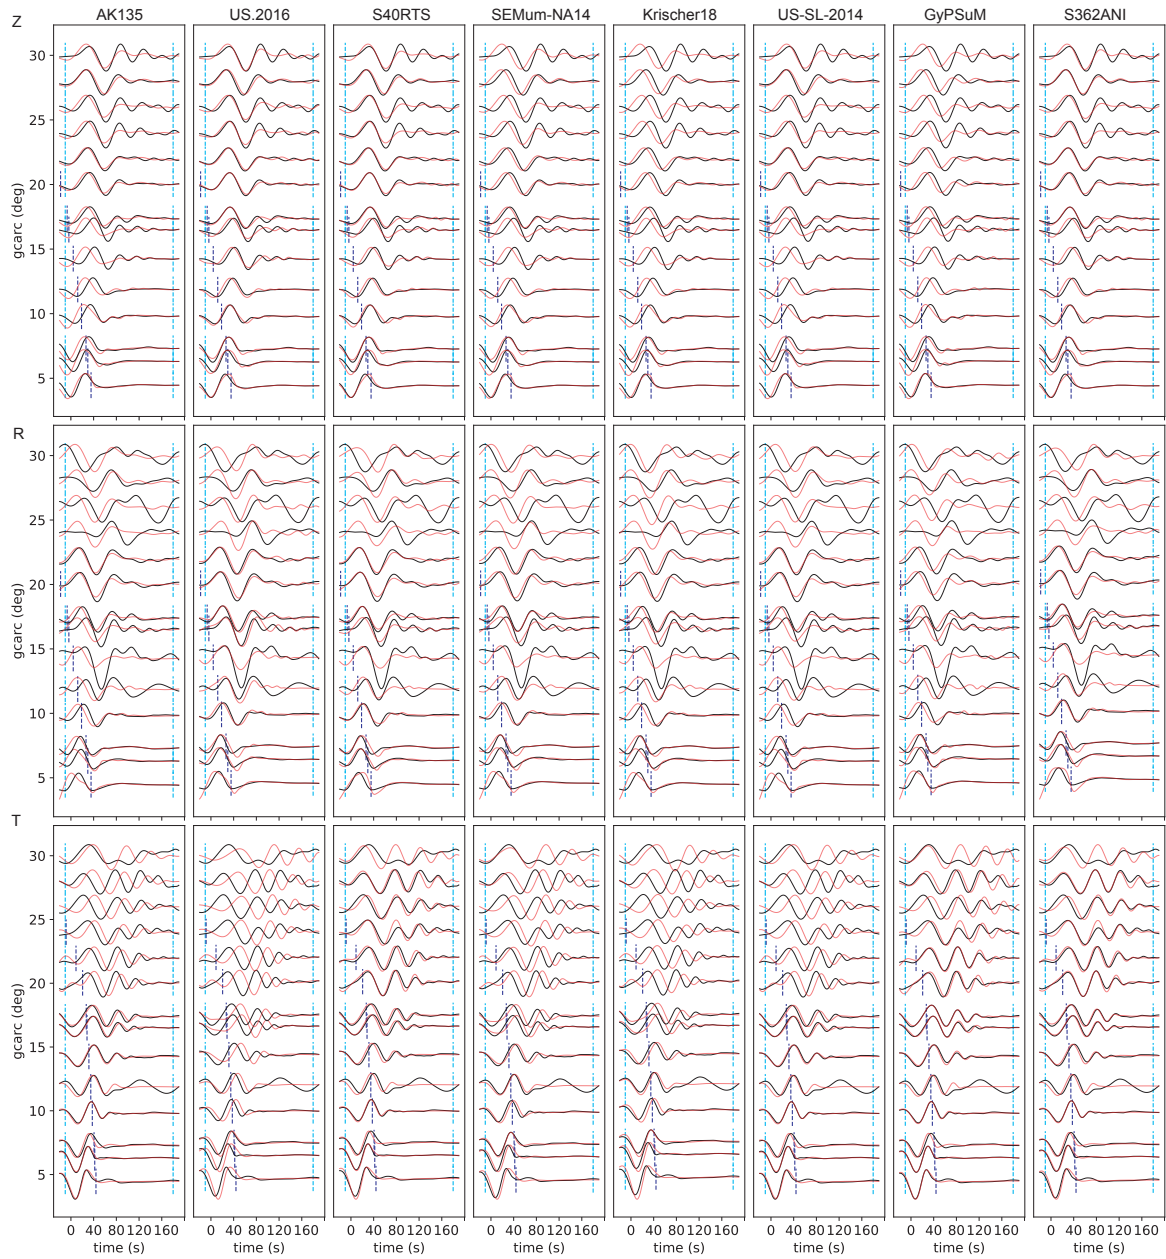 Z
AK135 US.2016 S40RTS SEMum-NA14 Krischer18 US-SL-2014 GyPSuM S362ANI
30
25
20
15
10
5
gcarc (deg)
R
30
25
20
15
10
5
gcarc (deg)
T
30
25
20
15
10
5
gcarc (deg)
0 40 80 120 160 0 40 80 120 160 0 40 80 120 160 0 40 80 120 160 0 40 80 120 160 0 40 80 120 160 0 40 80 120 160 0 40 80 120 160
time (s) time (s) time (s) time (s) time (s) time (s) time (s) time (s)